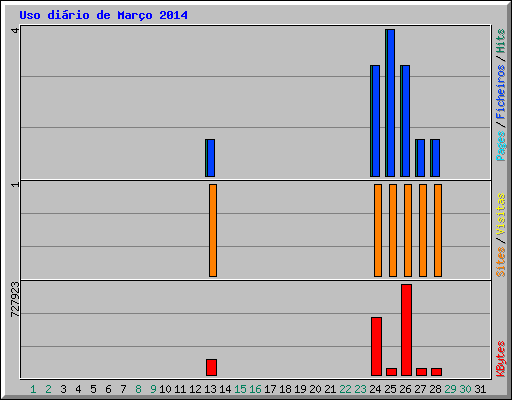 Uso diário de Março 2014
4
1
727923
Pages / Ficheiros / Hits
Sites / Visitas
KBytes
1 2 3 4 5 6 7 8 9 10 11 12 13 14 15 16 17 18 19 20 21 22 23 24 25 26 27 28 29 30 31